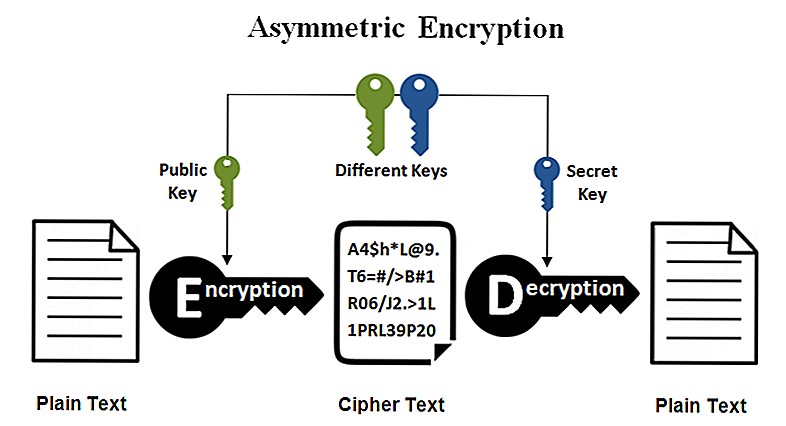 Asymmetric Encryption
Different Keys
Public
Key
Secret
Key
A4$h*L@9.
T6=#/>B#1
R06/J2.>1L
1PRL39P20
Encryption
Decryption
Plain Text
Cipher Text
Plain Text